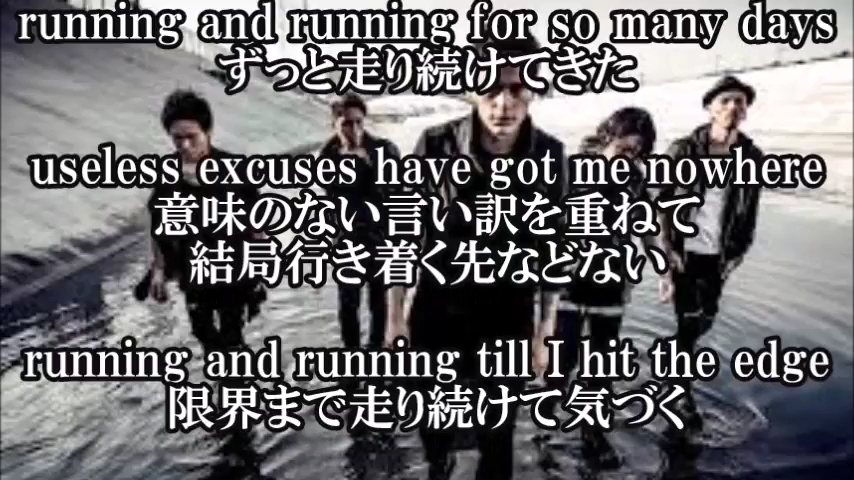 running and running for so many days
ずっと走り続けてきた
useless excuses have got me nowhere
意味のない言い訳を重ねて
結局行き着く先などない
running and running till I hit the edge
限界まで走り続けて気づく